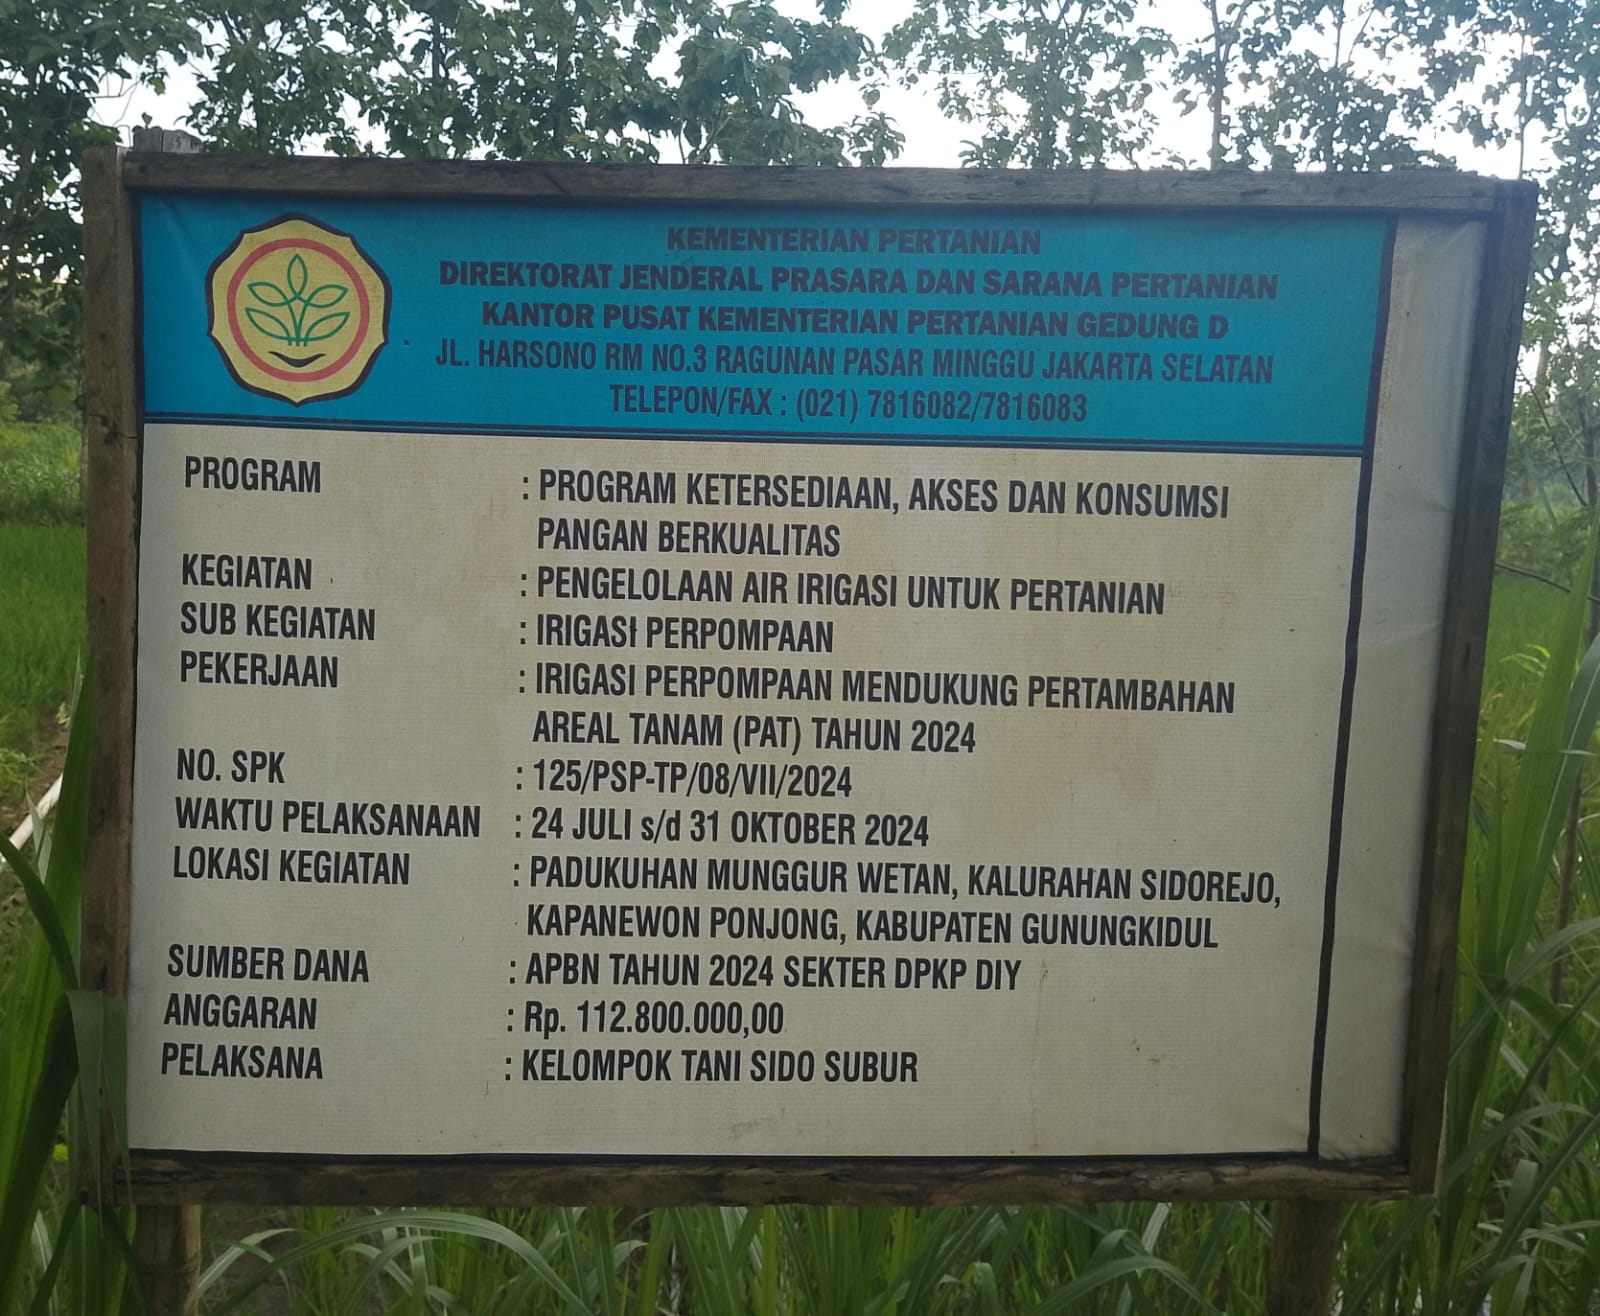 KEMENTERIAN PERTANIAN
DIREKTORAT JENDERAL PRASARA DAN SARANA PERTANIAN
KANTOR PUSAT KEMENTERIAN PERTANIAN GEDUNG D
JL. HARSONO RM NO.3 RAGUNAN PASAR MINGGU JAKARTA SELATAN
TELEPON/FAX : (021) 7816082/7816083
PROGRAM : PROGRAM KETERSEDIAAN, AKSES DAN KONSUMSI
PANGAN BERKUALITAS
KEGIATAN : PENGELOLAAN AIR IRIGASI UNTUK PERTANIAN
SUB KEGIATAN : IRIGASI PERPOMPAAN
PEKERJAAN : IRIGASI PERPOMPAAN MENDUKUNG PERTAMBAHAN
AREAL TANAM (PAT) TAHUN 2024
NO. SPK : 125/PSP-TP/08/VII/2024
WAKTU PELAKSANAAN : 24 JULI s/d 31 OKTOBER 2024
LOKASI KEGIATAN : PADUKUHAN MUNGGUR WETAN, KALURAHAN SIDOREJO,
KAPANEWON PONJONG, KABUPATEN GUNUNGKIDUL
SUMBER DANA : APBN TAHUN 2024 SEKTER DPKP DIY
ANGGARAN : Rp. 112.800.000,00
PELAKSANA : KELOMPOK TANI SIDO SUBUR